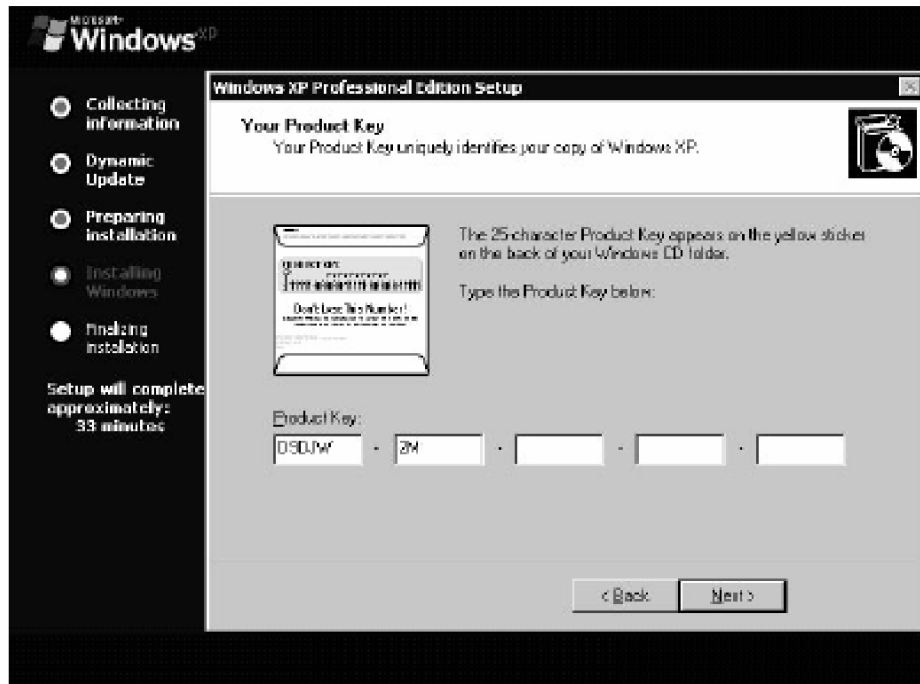 Microsoft
Windows xp
Windows XP Professional Edition Setup
Collecting
information
Dynamic
Update
Preparing
installation
Installing
Windows
Finalizing
installation
Setup will complete
approximately:
33 minutes
Your Product Key
Your Product Key uniquely identifies your copy of Windows XP.
The 25-character Product Key appears on the yellow sticker
on the back of your Windows CD folder.
Type the Product Key below:
PRODUCT KEY:
Don't Lose This Number!
Product Key:
- - - -
< Back
Next >